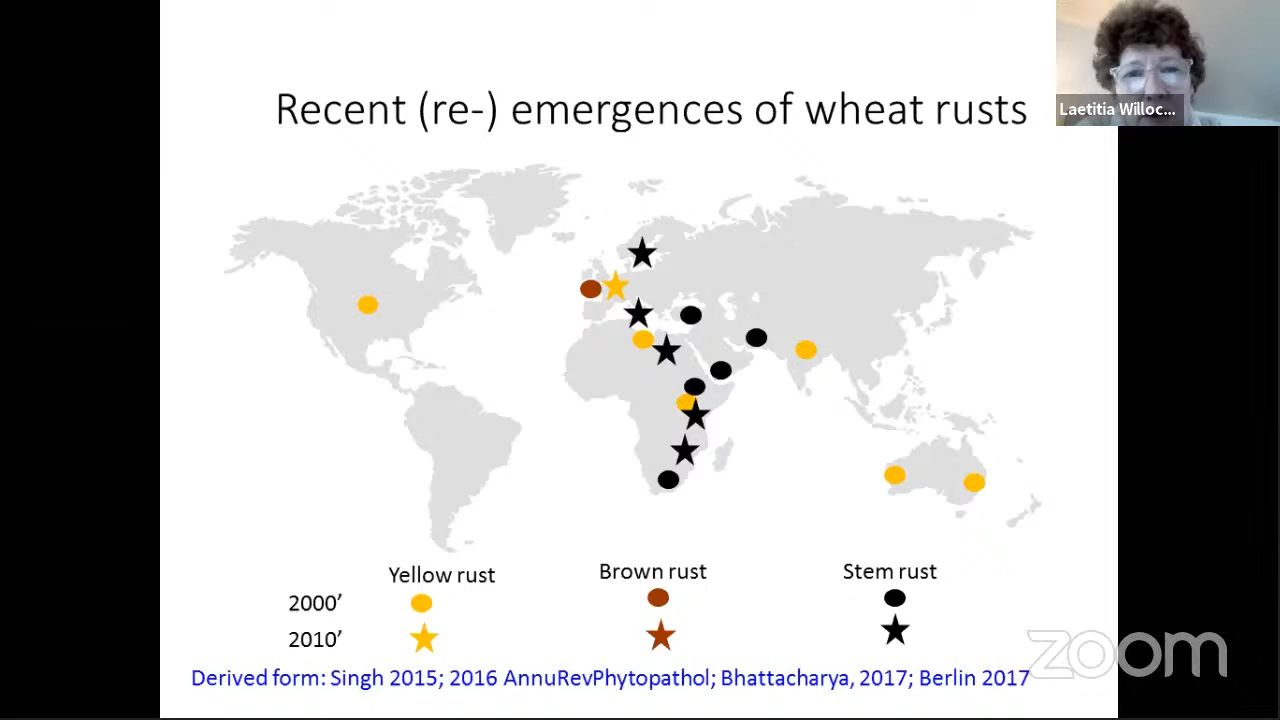 Recent (re-) emergences of wheat rusts
Laetitia Willoc...
Yellow rust Brown rust Stem rust
2000’
2010’
Derived form: Singh 2015; 2016 AnnuRevPhytopathol; Bhattacharya, 2017; Berlin 2017
zoom